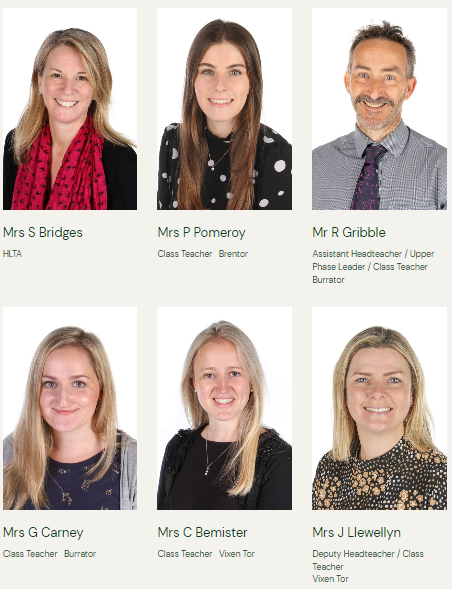 Mrs S Bridges
HLTA
Mrs P Pomeroy
Class Teacher Brentor
Mr R Gribble
Assistant Headteacher / Upper
Phase Leader / Class Teacher
Burrator
Mrs G Carney
Class Teacher Burrator
Mrs C Bemister
Class Teacher Vixen Tor
Mrs J Llewellyn
Deputy Headteacher / Class
Teacher
Vixen Tor